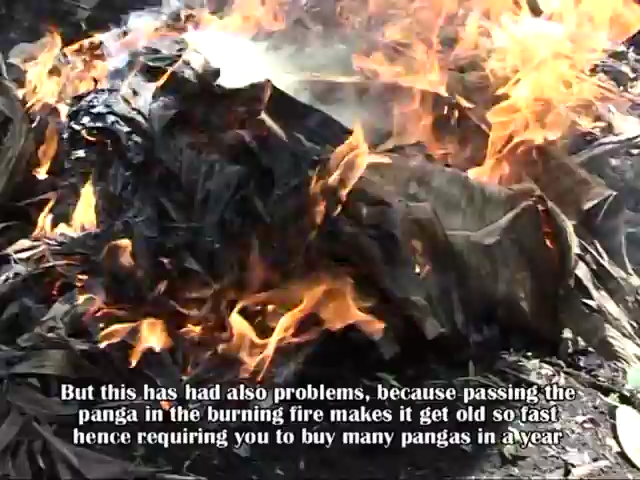 But this has had also problems, because passing the
panga in the burning fire makes it get old so fast
hence requiring you to buy many pangas in a year